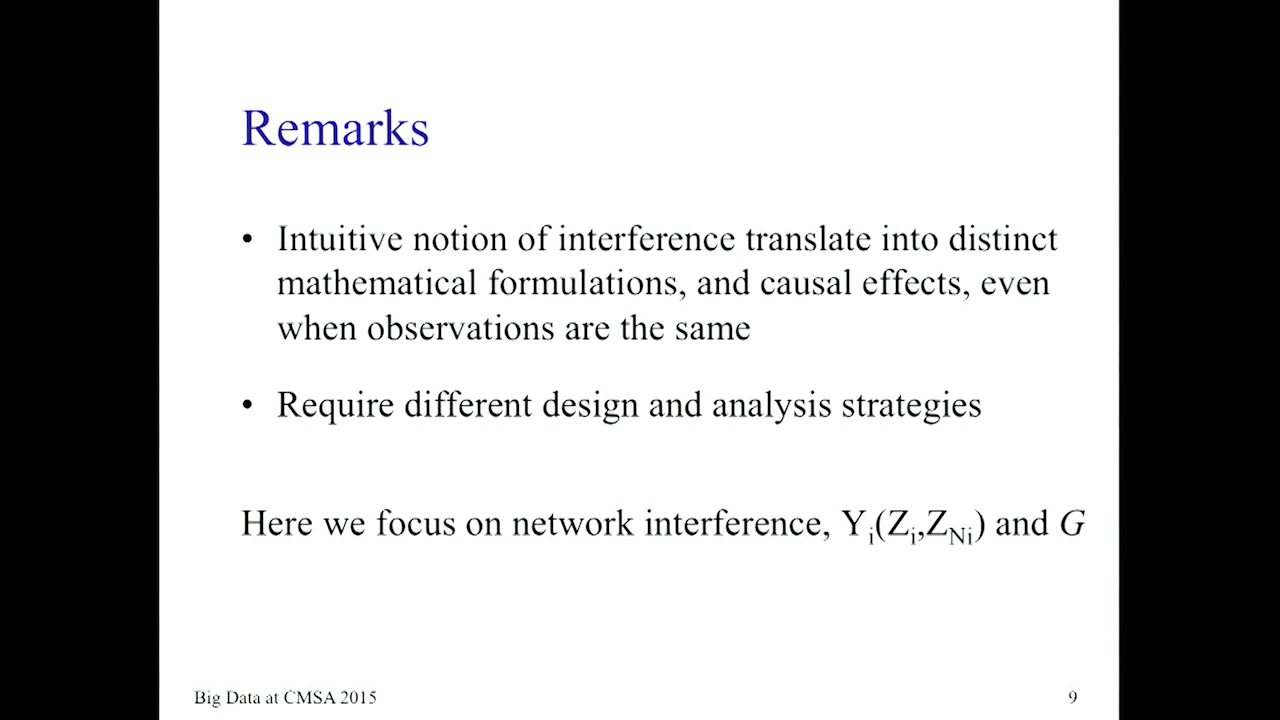 Remarks
• Intuitive notion of interference translate into distinct
mathematical formulations, and causal effects, even
when observations are the same
• Require different design and analysis strategies
Here we focus on network interference, Yᵢ(Zᵢ,Z_Ni) and G
Big Data at CMSA 2015
9